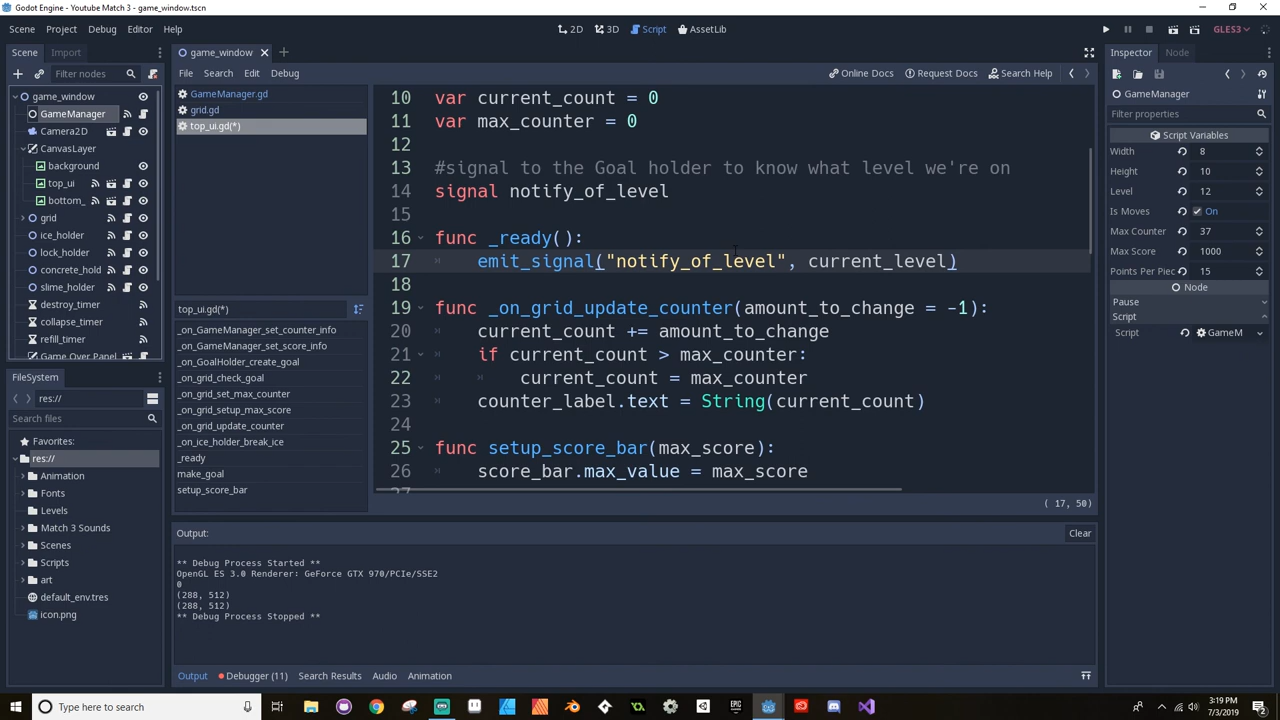 Godot Engine - Youtube Match 3 - game_window.tscn
Scene Project Debug Editor Help
2D 3D Script AssetLib
GLES3
Scene Import
Filter nodes
game_window
GameManager
Camera2D
CanvasLayer
background
top_ui
bottom_
grid
ice_holder
lock_holder
concrete_hold
slime_holder
destroy_timer
collapse_timer
refill_timer
Game Over Panel
FileSystem
res://
Search files
Favorites:
res://
Animation
Fonts
Levels
Match 3 Sounds
Scenes
Scripts
art
default_env.tres
icon.png
game_window
File Search Edit Debug
Online Docs Request Docs Search Help
GameManager.gd
grid.gd
top_ui.gd(*)
top_ui.gd(*)
_on_GameManager_set_counter_info
_on_GameManager_set_score_info
_on_GoalHolder_create_goal
_on_grid_check_goal
_on_grid_set_max_counter
_on_grid_setup_max_score
_on_grid_update_counter
_on_ice_holder_break_ice
_ready
make_goal
setup_score_bar
10 var current_count = 0
11 var max_counter = 0
12
13 #signal to the Goal holder to know what level we're on
14 signal notify_of_level
15
16 func _ready():
17 emit_signal("notify_of_level", current_level)
18
19 func _on_grid_update_counter(amount_to_change = -1):
20 current_count += amount_to_change
21 if current_count > max_counter:
22 current_count = max_counter
23 counter_label.text = String(current_count)
24
25 func setup_score_bar(max_score):
26 score_bar.max_value = max_score
27
( 17, 50)
Output:
Clear
** Debug Process Started **
OpenGL ES 3.0 Renderer: GeForce GTX 970/PCIe/SSE2
0
(288, 512)
(288, 512)
** Debug Process Stopped **
Output Debugger (11) Search Results Audio Animation
Inspector Node
GameManager
Filter properties
Script Variables
Width 8
Height 10
Level 12
Is Moves On
Max Counter 37
Max Score 1000
Points Per Piec 15
Node
Pause
Script
Script GameM
Type here to search
3:19 PM
7/3/2019